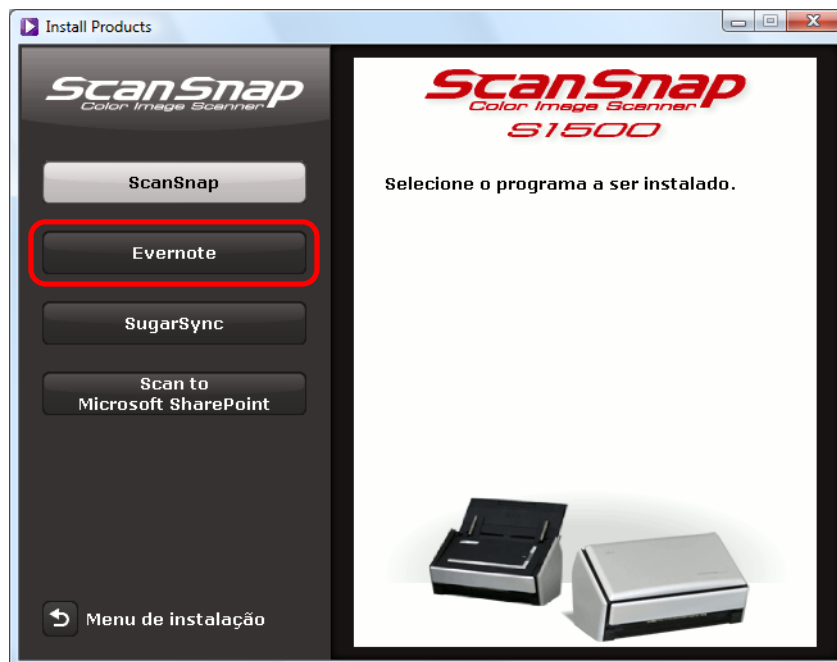 Install Products
ScanSnap
Color Image Scanner
ScanSnap
Evernote
SugarSync
Scan to
Microsoft SharePoint
Menu de instalação
ScanSnap
Color Image Scanner
S1500
Selecione o programa a ser instalado.